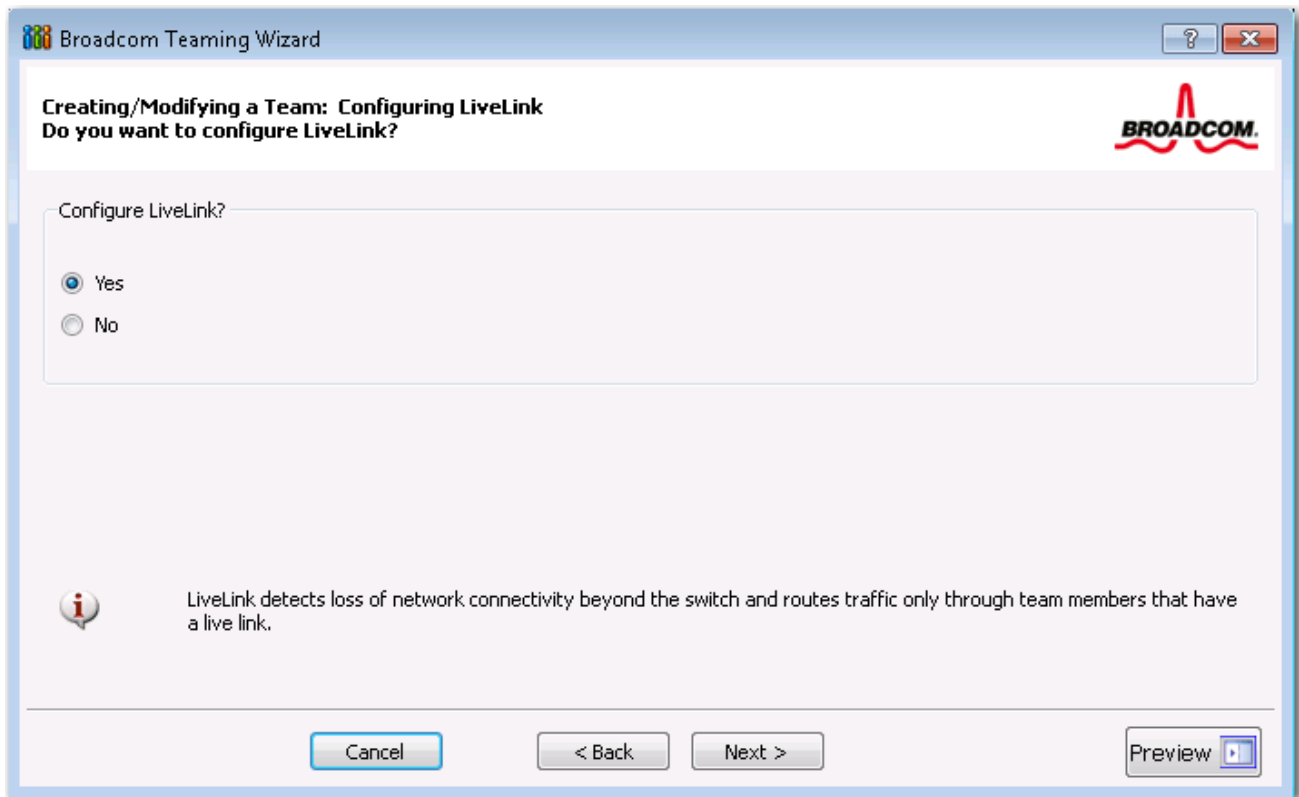 Broadcom Teaming Wizard
?
Creating/Modifying a Team: Configuring LiveLink
Do you want to configure LiveLink?
BROADCOM.
Configure LiveLink?
Yes
No
i
LiveLink detects loss of network connectivity beyond the switch and routes traffic only through team members that have
a live link.
Cancel
< Back
Next >
Preview